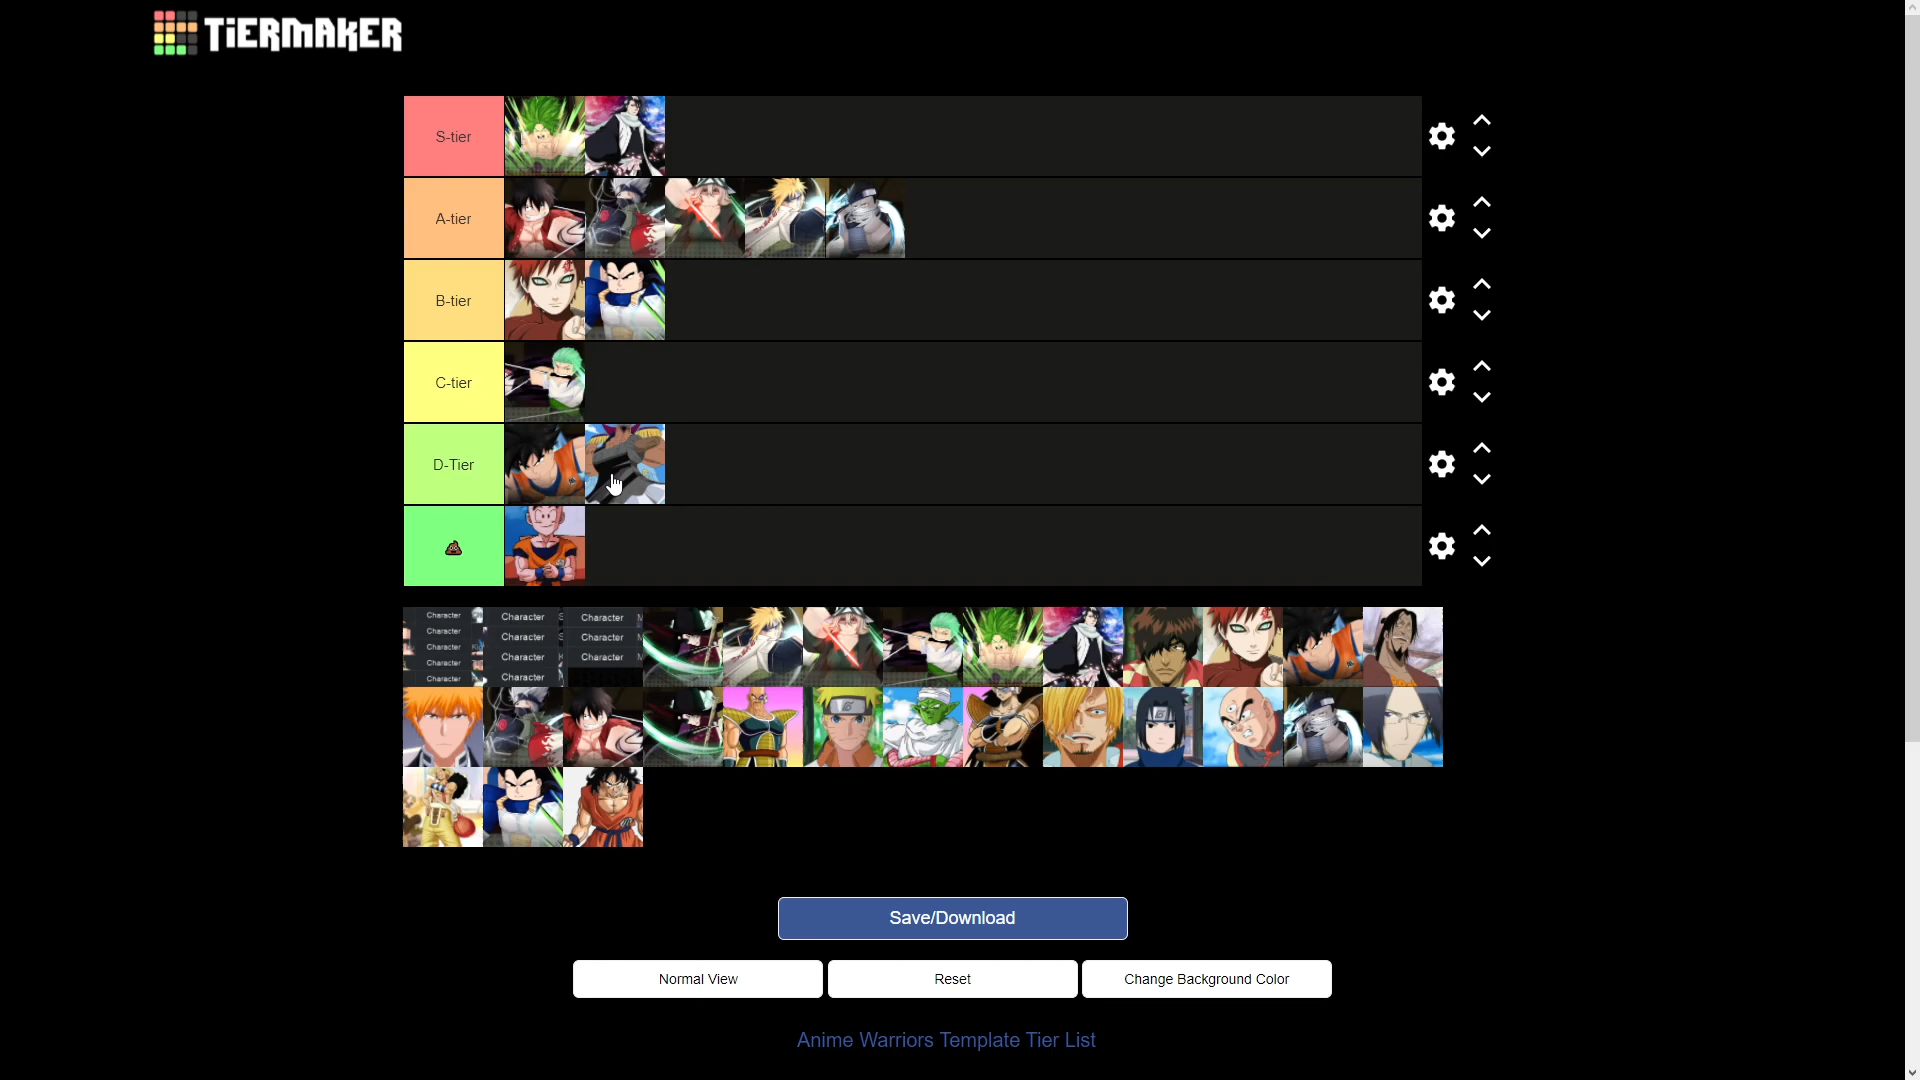 TiERMAKER
S-tier
A-tier
B-tier
C-tier
D-Tier
💩
Character
Character
Character
Character
Character
Character
Character
Character
Character
Character
Character
Character
Save/Download
Normal View
Reset
Change Background Color
Anime Warriors Template Tier List